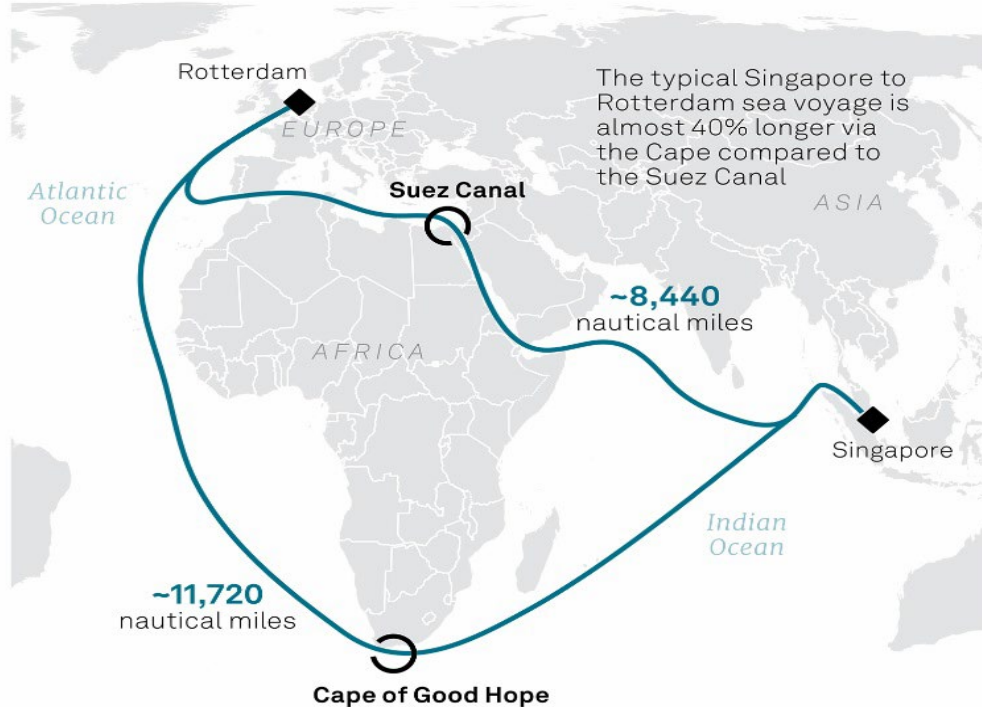 Rotterdam
The typical Singapore to
Rotterdam sea voyage is
almost 40% longer via
the Cape compared to
the Suez Canal
EUROPE
Atlantic
Ocean
Suez Canal
ASIA
~8,440
nautical miles
AFRICA
Singapore
Indian
Ocean
~11,720
nautical miles
Cape of Good Hope